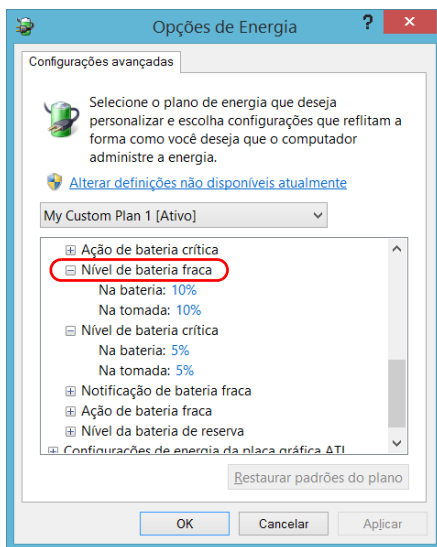 Opções de Energia
Configurações avançadas
Selecione o plano de energia que deseja
personalizar e escolha configurações que reflitam a
forma como você deseja que o computador
administre a energia.
Alterar definições não disponíveis atualmente
My Custom Plan 1 [Ativo]
Ação de bateria crítica
Nível de bateria fraca
Na bateria: 10%
Na tomada: 10%
Nível de bateria crítica
Na bateria: 5%
Na tomada: 5%
Notificação de bateria fraca
Ação de bateria fraca
Nível da bateria de reserva
Configurações de energia da placa gráfica ATI
Restaurar padrões do plano
OK Cancelar Aplicar